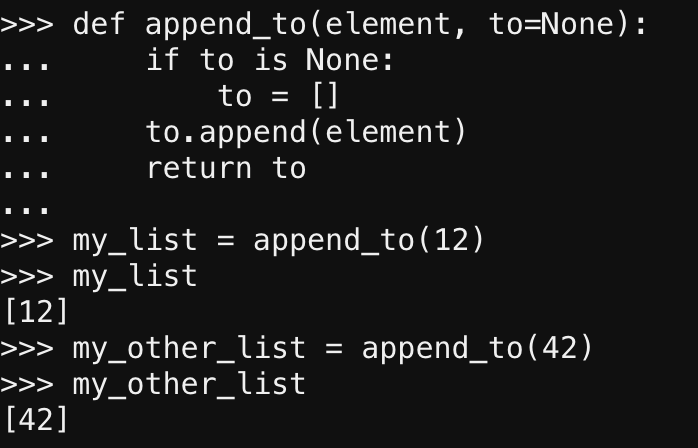 >>> def append_to(element, to=None):
...     if to is None:
...         to = []
...     to.append(element)
...     return to
...
>>> my_list = append_to(12)
>>> my_list
[12]
>>> my_other_list = append_to(42)
>>> my_other_list
[42]